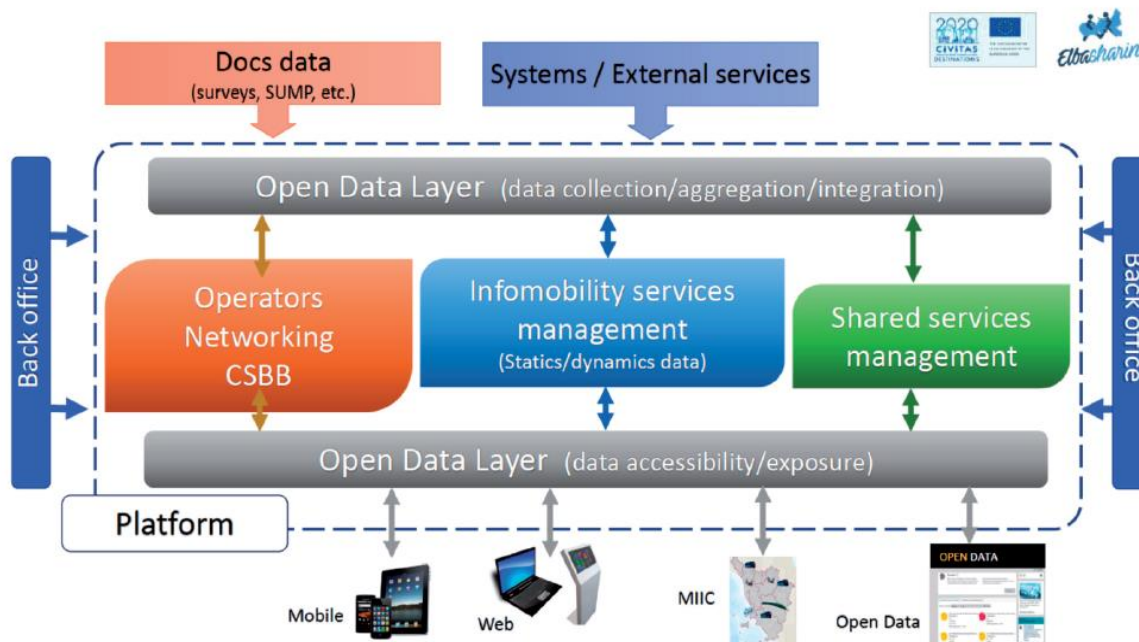 2020
CiViTAS
DESTINATIONS
Elbasharin
Docs data
(surveys, SUMP, etc.)
Systems / External services
Open Data Layer (data collection/aggregation/integration)
Back office
Back office
Operators
Networking
CSBB
Infomobility services
management
(Statics/dynamics data)
Shared services
management
Open Data Layer (data accessibility/exposure)
Platform
Mobile
Web
MIIC
Open Data
OPEN DATA